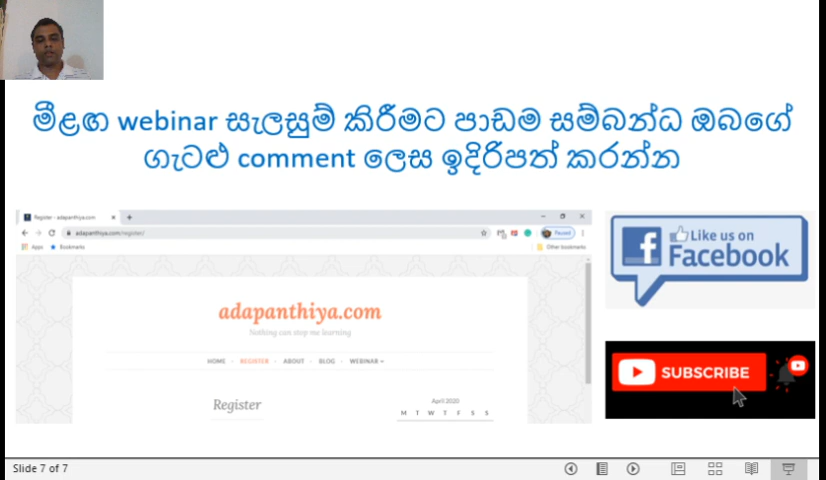 මීළඟ webinar සැලසුම් කිරීමට පාඩම සම්බන්ධ ඔබගේ
ගැටළු comment ලෙස ඉදිරිපත් කරන්න
Register - adapanthiya.com
adapanthiya.com/register/
Paused
Apps
Bookmarks
Other bookmarks
adapanthiya.com
Nothing can stop me learning
HOME
REGISTER
ABOUT
BLOG
WEBINAR
Register
April 2020
M T W T F S S
Like us on
Facebook
SUBSCRIBE
Slide 7 of 7